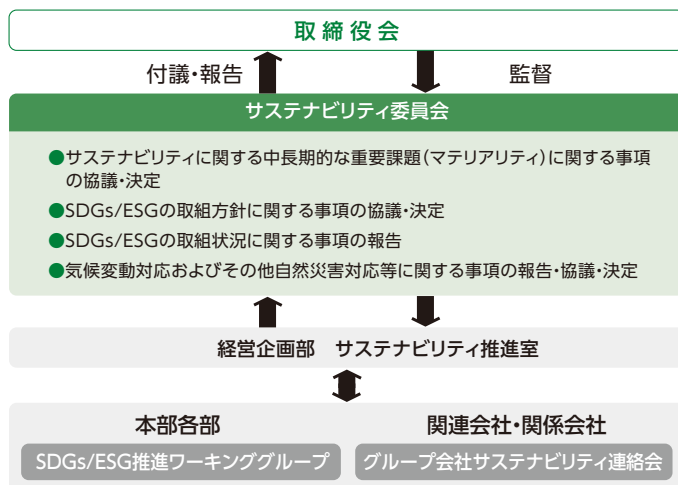 取締役会
付議・報告 監督
サステナビリティ委員会
●サステナビリティに関する中長期的な重要課題(マテリアリティ)に関する事項
の協議・決定
●SDGs/ESGの取組方針に関する事項の協議・決定
●SDGs/ESGの取組状況に関する事項の報告
●気候変動対応およびその他自然災害対応等に関する事項の報告・協議・決定
経営企画部 サステナビリティ推進室
本部各部 関連会社・関係会社
SDGs/ESG推進ワーキンググループ グループ会社サステナビリティ連絡会